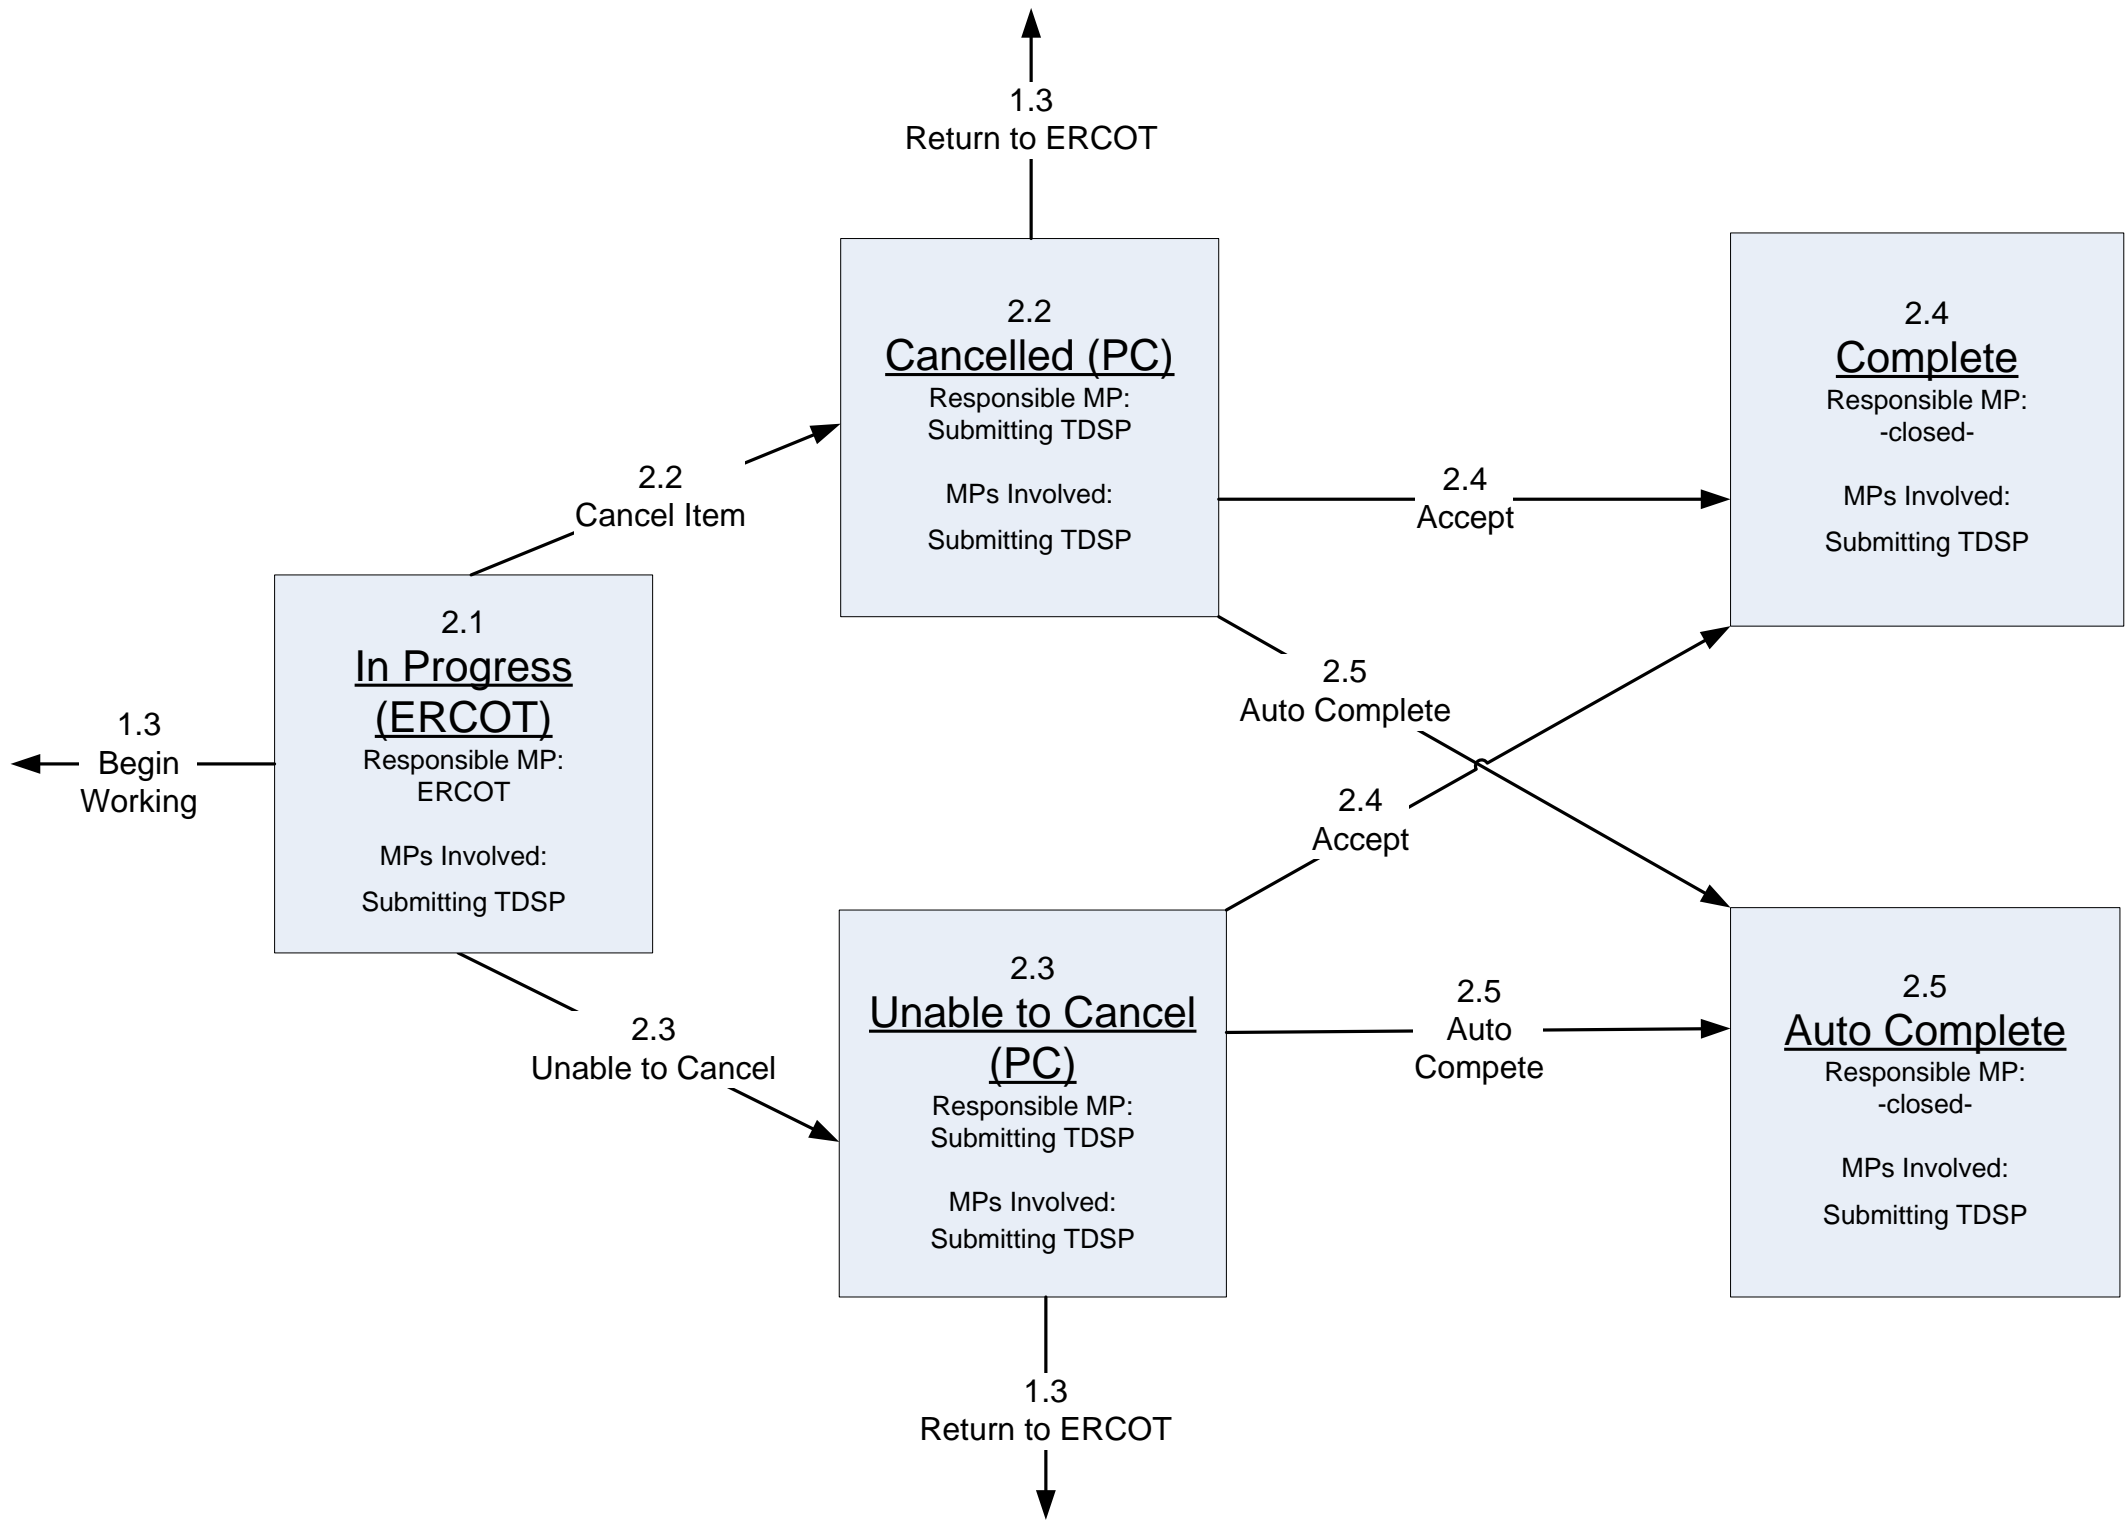 1.3
Return to ERCOT
2.2
Cancelled (PC)
Responsible MP:
Submitting TDSP
MPs Involved:
Submitting TDSP
2.4
Complete
Responsible MP:
-closed-
MPs Involved:
Submitting TDSP
2.2
Cancel Item
2.4
Accept
2.1
In Progress
(ERCOT)
Responsible MP:
ERCOT
MPs Involved:
Submitting TDSP
1.3
Begin
Working
2.5
Auto Complete
2.4
Accept
2.3
Unable to Cancel
2.3
Unable to Cancel
(PC)
Responsible MP:
Submitting TDSP
MPs Involved:
Submitting TDSP
2.5
Auto
Compete
2.5
Auto Complete
Responsible MP:
-closed-
MPs Involved:
Submitting TDSP
1.3
Return to ERCOT